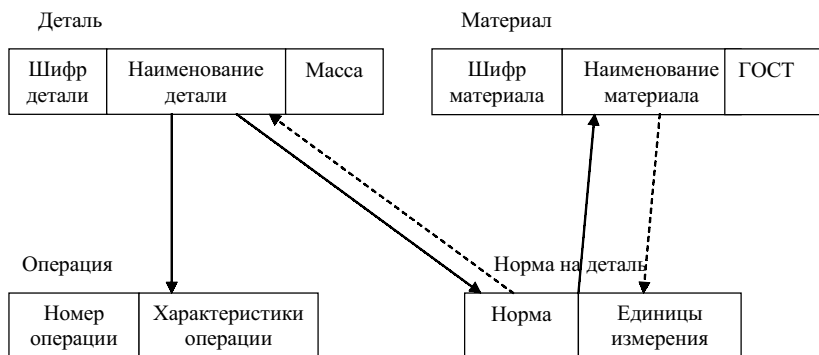 Деталь
Материал
Шифр
детали
Наименование
детали
Масса
Шифр
материала
Наименование
материала
ГОСТ
Операция
Норма на деталь
Номер
операции
Характеристики
операции
Норма
Единицы
измерения